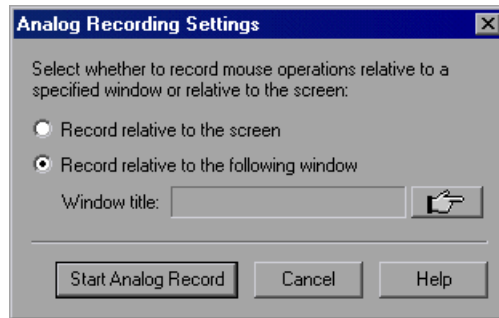 Analog Recording Settings
Select whether to record mouse operations relative to a
specified window or relative to the screen:
Record relative to the screen
Record relative to the following window
Window title:
Start Analog Record Cancel Help